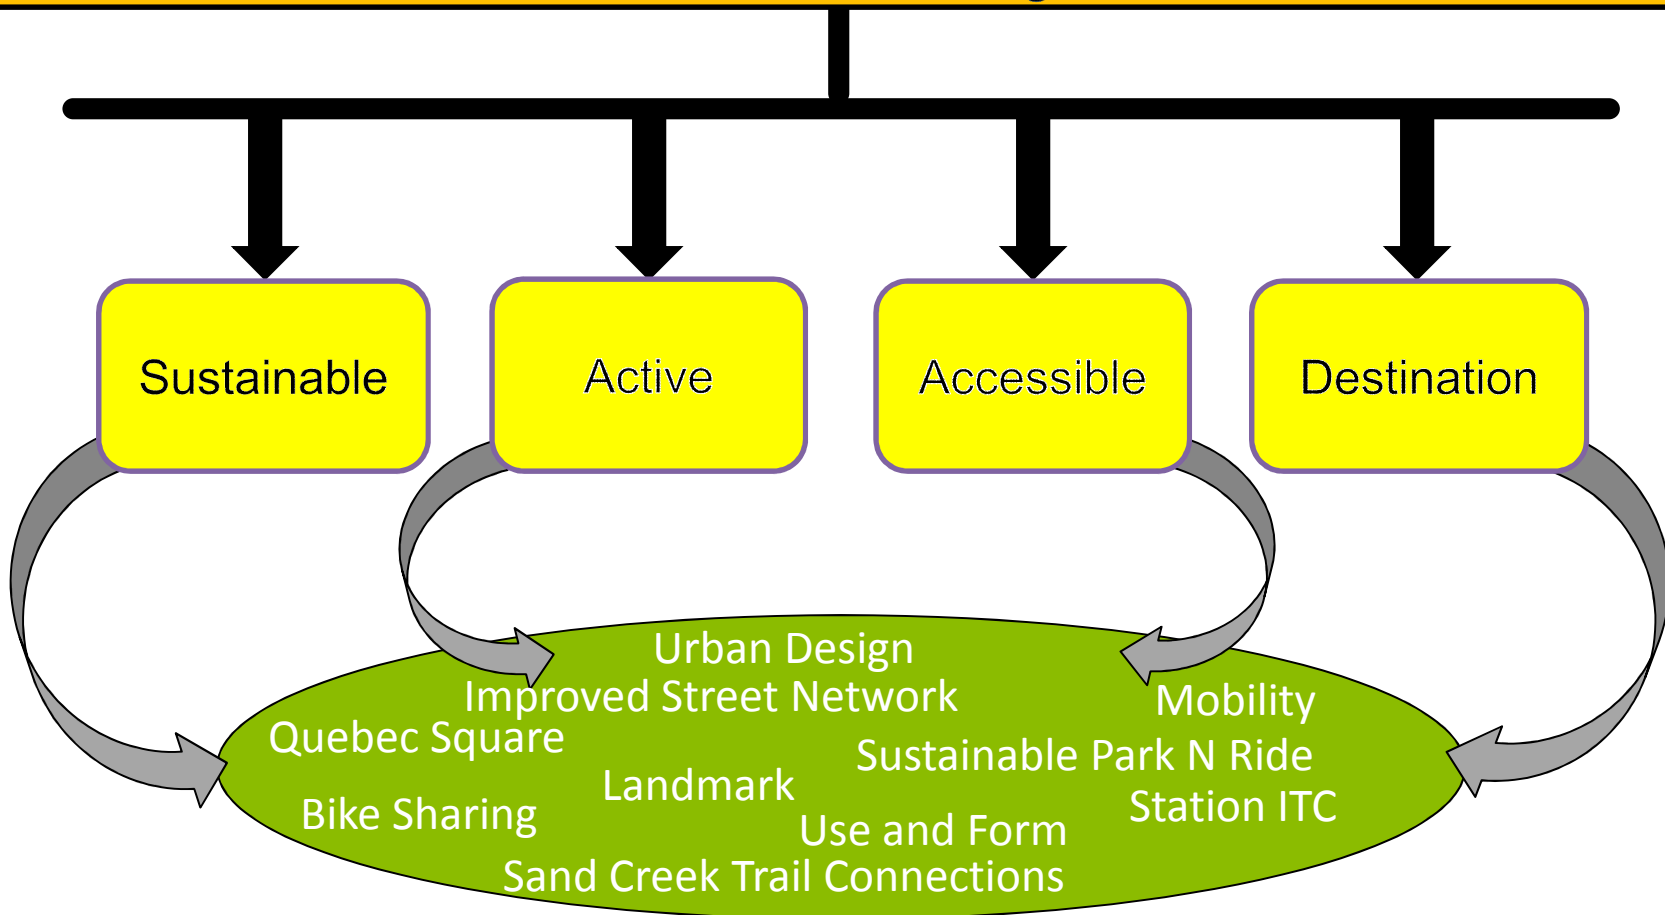 Sustainable
Active
Accessible
Destination
Urban Design
Improved Street Network
Mobility
Quebec Square
Sustainable Park N Ride
Landmark
Station ITC
Bike Sharing
Use and Form
Sand Creek Trail Connections